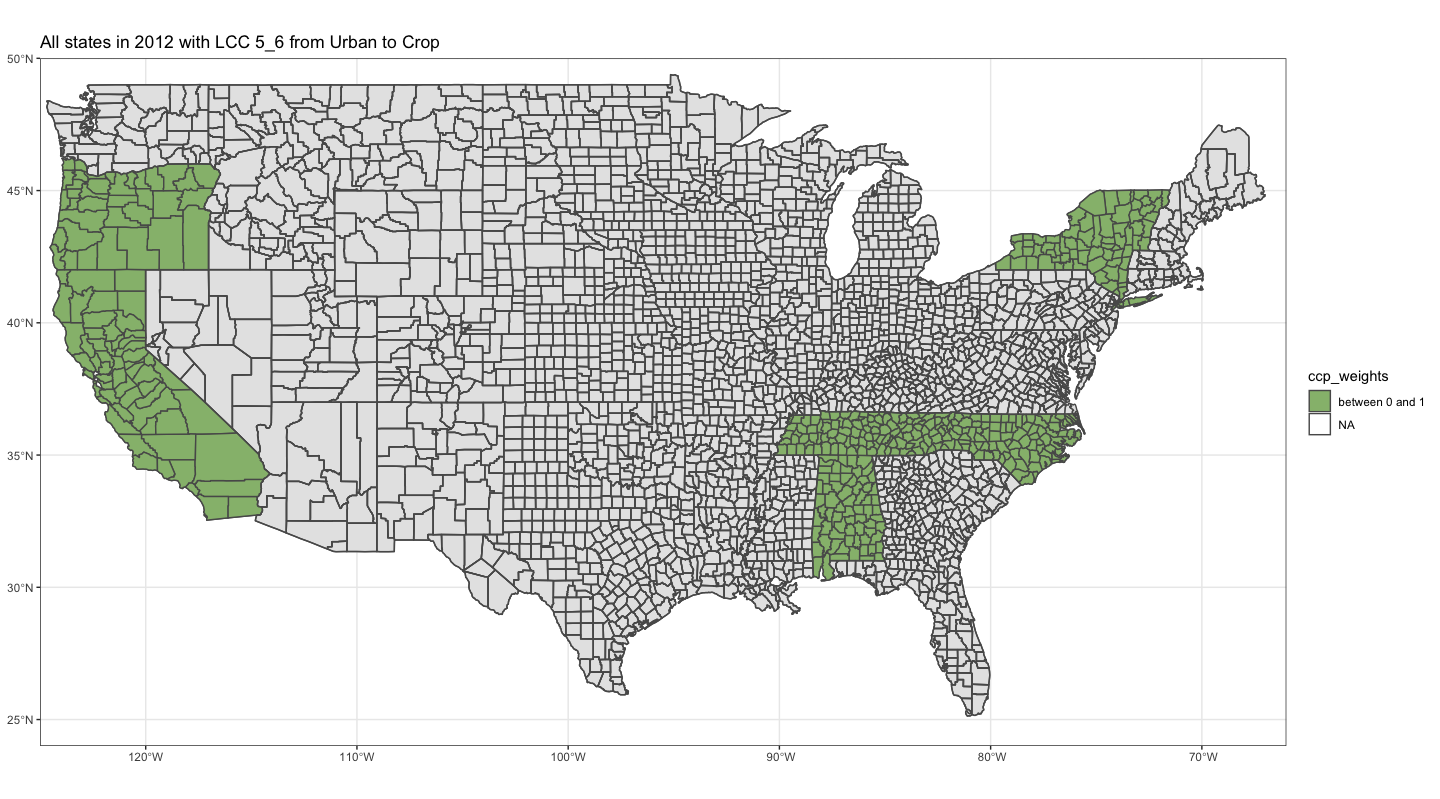 All states in 2012 with LCC 5_6 from Urban to Crop
50°N
45°N
40°N
35°N
30°N
25°N
120°W
110°W
100°W
90°W
80°W
70°W
ccp_weights
between 0 and 1
NA